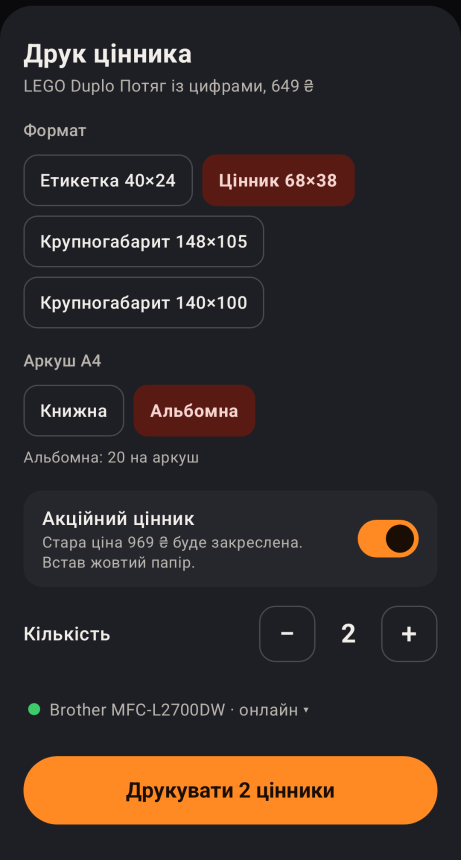 Друк цінника
LEGO Duplo Потяг із цифрами, 649 ₴
Формат
Етикетка 40×24
Цінник 68×38
Крупногабарит 148×105
Крупногабарит 140×100
Аркуш A4
Книжна
Альбомна
Альбомна: 20 на аркуш
Акційний цінник
Стара ціна 969 ₴ буде закреслена.
Встав жовтий папір.
Кількість
− 2 +
Brother MFC-L2700DW · онлайн ▾
Друкувати 2 цінники